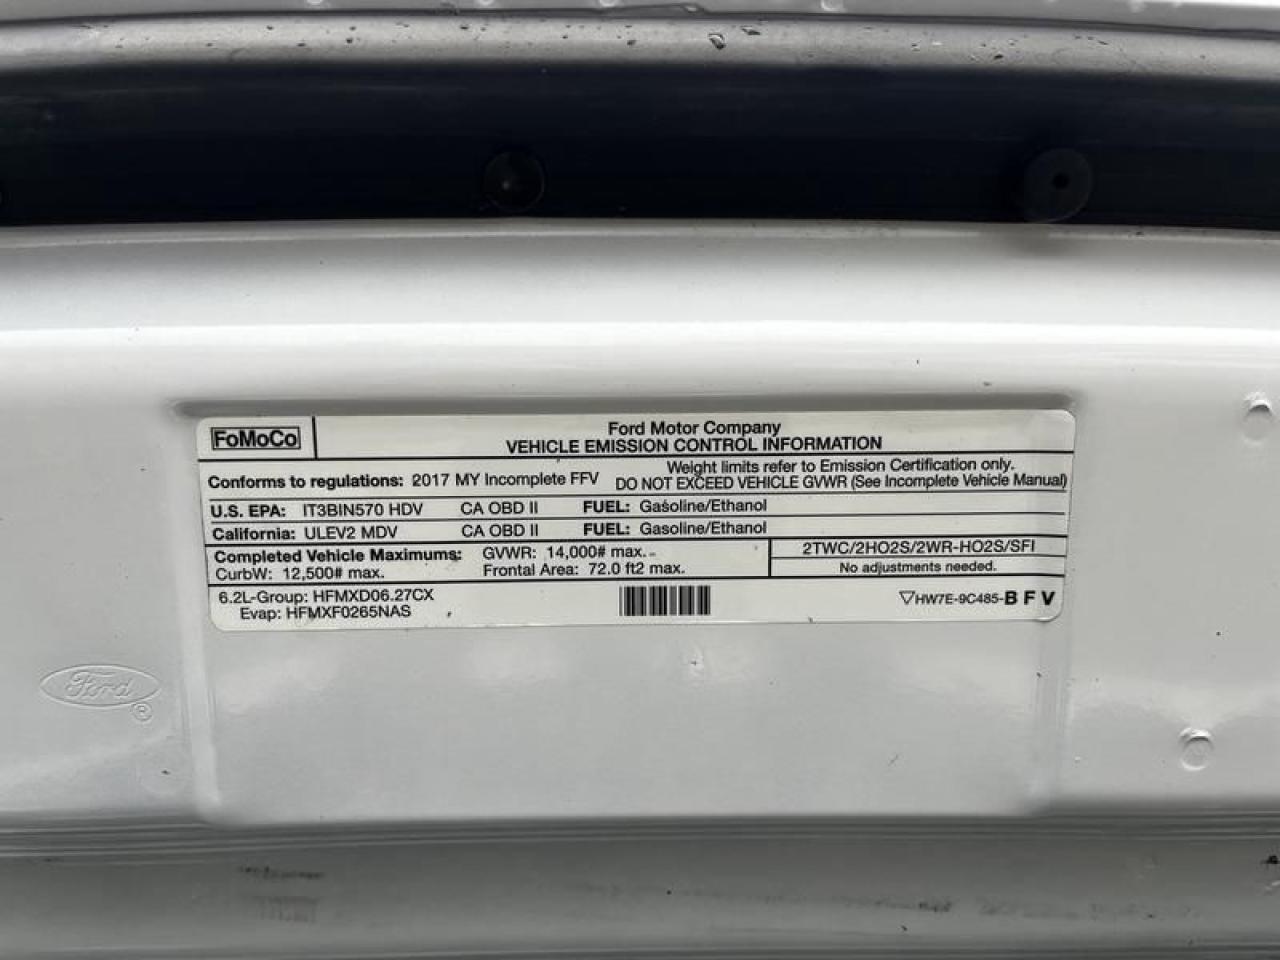 FoMoCo
Ford Motor Company
VEHICLE EMISSION CONTROL INFORMATION
Conforms to regulations: 2017 MY Incomplete FFV
Weight limits refer to Emission Certification only.
DO NOT EXCEED VEHICLE GVWR (See Incomplete Vehicle Manual)
U.S. EPA: IT3BIN570 HDV CA OBD II FUEL: Gasoline/Ethanol
California: ULEV2 MDV CA OBD II FUEL: Gasoline/Ethanol
Completed Vehicle Maximums: GVWR: 14,000# max.
CurbW: 12,500# max. Frontal Area: 72.0 ft2 max.
2TWC/2HO2S/2WR-HO2S/SFI
No adjustments needed.
6.2L-Group: HFMXD06.27CX
Evap: HFMXF0265NAS
HW7E-9C485-BFV
Ford ®